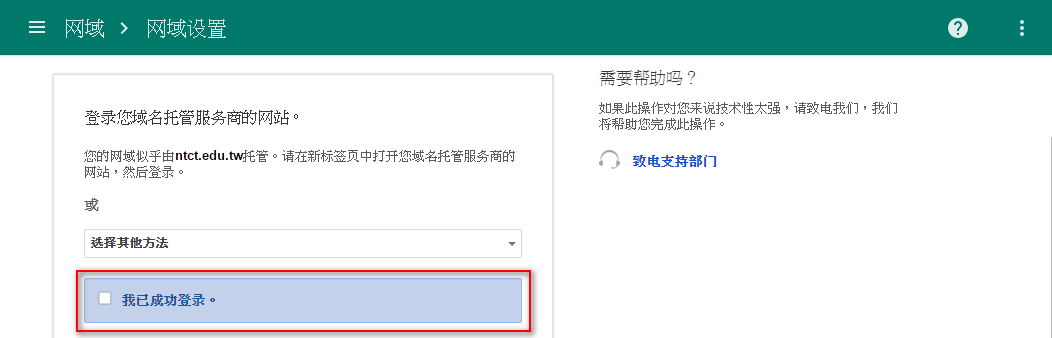 网域 > 网域设置
登录您域名托管服务商的网站。
您的网域似乎由ntct.edu.tw托管。请在新标签页中打开您域名托管服务商的
网站，然后登录。
或
选择其他方法
我已成功登录。
需要帮助吗？
如果此操作对您来说技术性太强，请致电我们，我们
将帮助您完成此操作。
致电支持部门